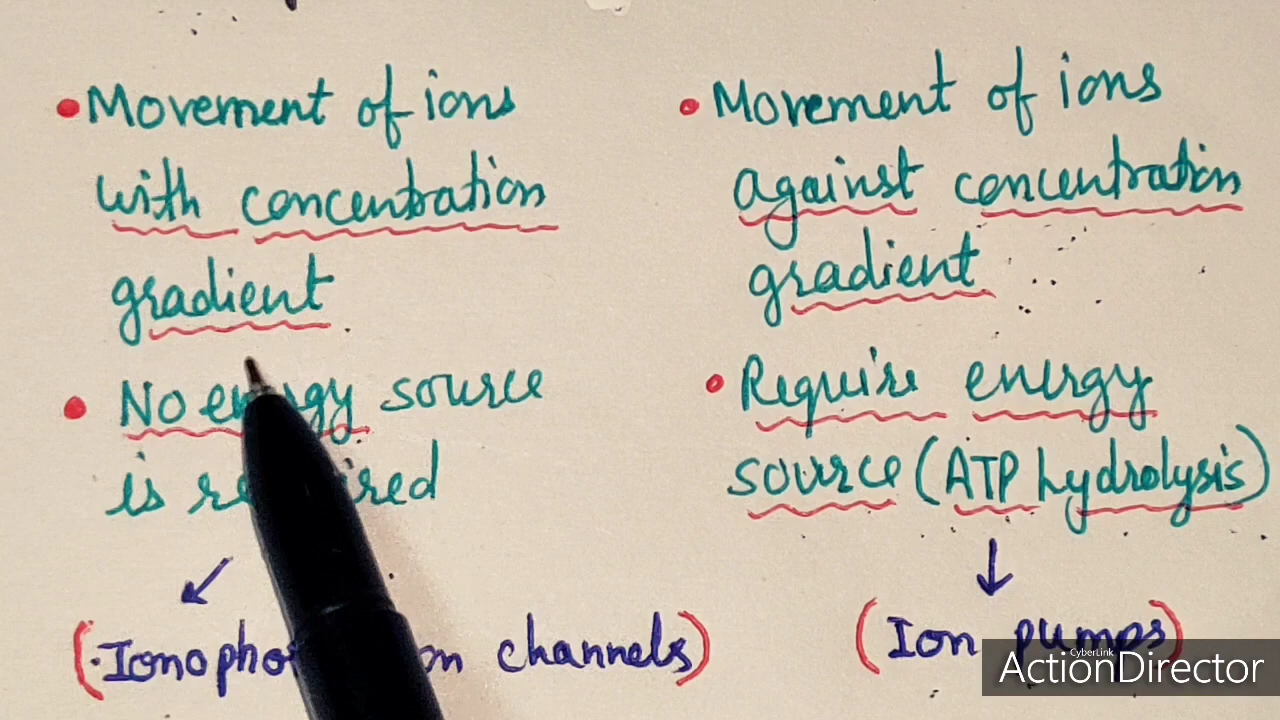 • Movement of ions
with concentration
gradient
• No energy source
is
(• channels)
• Movement of ions
against concentration
gradient
• Require energy
source (ATP hydrolysis)
(Ion pumps)
CyberLink
ActionDirector